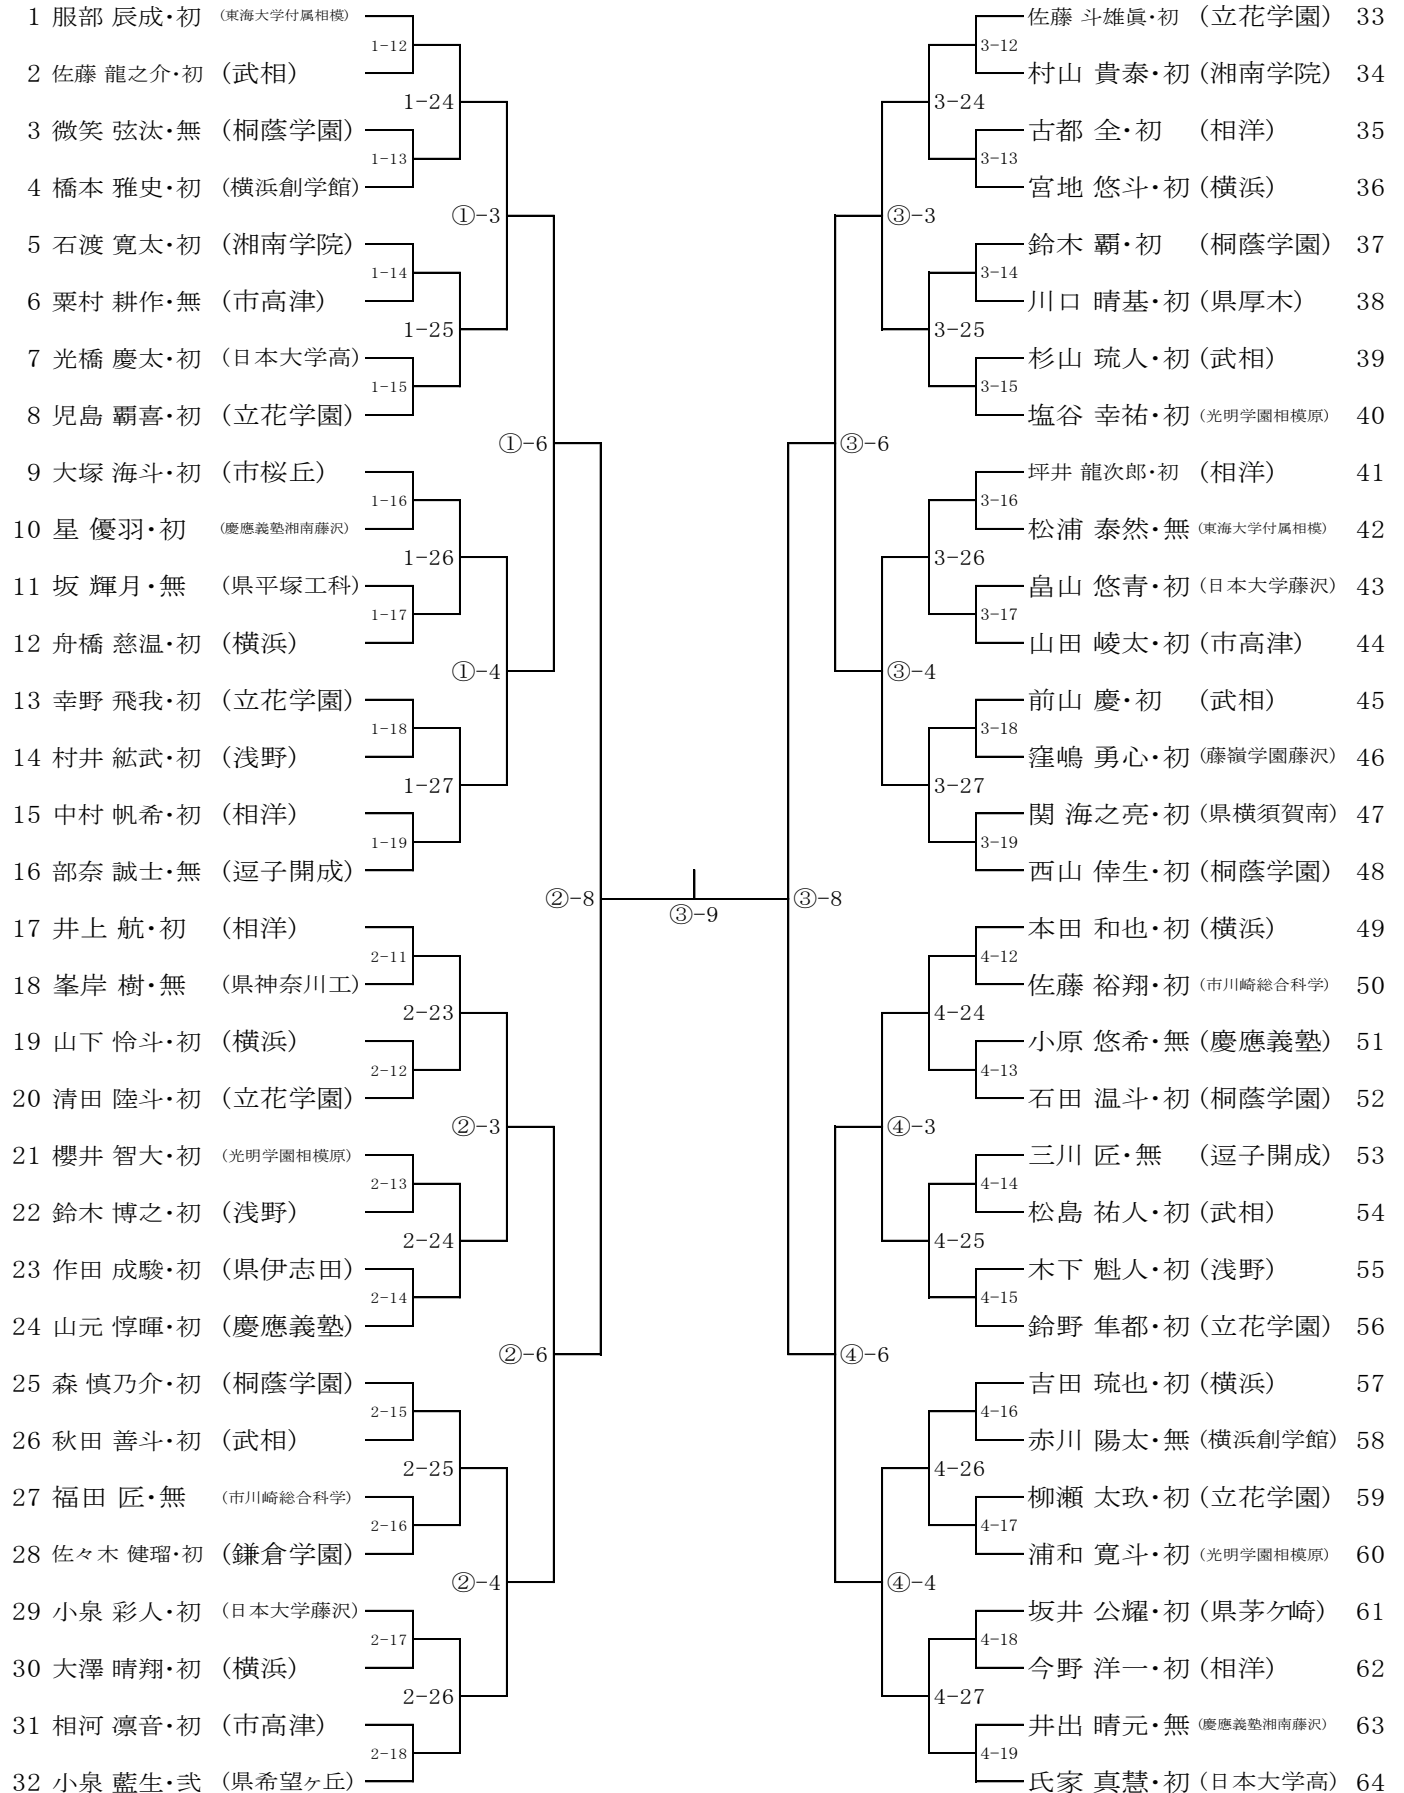 1 服部 辰成・初 (東海大学付属相模)
1-12
2 佐藤 龍之介・初 (武相)
1-24
3 微笑 弦汰・無 (桐蔭学園)
1-13
4 橋本 雅史・初 (横浜創学館)
①-3
5 石渡 寛太・初 (湘南学院)
1-14
6 粟村 耕作・無 (市高津)
1-25
7 光橋 慶太・初 (日本大学高)
1-15
8 児島 覇喜・初 (立花学園)
①-6
9 大塚 海斗・初 (市桜丘)
1-16
10 星 優羽・初 (慶應義塾湘南藤沢)
1-26
11 坂 輝月・無 (県平塚工科)
1-17
12 舟橋 慈温・初 (横浜)
①-4
13 幸野 飛我・初 (立花学園)
1-18
14 村井 紘武・初 (浅野)
1-27
15 中村 帆希・初 (相洋)
1-19
16 部奈 誠士・無 (逗子開成)
②-8
17 井上 航・初 (相洋)
2-11
18 峯岸 樹・無 (県神奈川工)
2-23
19 山下 怜斗・初 (横浜)
2-12
20 清田 陸斗・初 (立花学園)
②-3
21 櫻井 智大・初 (光明学園相模原)
2-13
22 鈴木 博之・初 (浅野)
2-24
23 作田 成駿・初 (県伊志田)
2-14
24 山元 惇暉・初 (慶應義塾)
②-6
25 森 慎乃介・初 (桐蔭学園)
2-15
26 秋田 善斗・初 (武相)
2-25
27 福田 匠・無 (市川崎総合科学)
2-16
28 佐々木 健瑠・初 (鎌倉学園)
②-4
29 小泉 彩人・初 (日本大学藤沢)
2-17
30 大澤 晴翔・初 (横浜)
2-26
31 相河 凛音・初 (市高津)
2-18
32 小泉 藍生・弐 (県希望ヶ丘)
③-9
佐藤 斗雄眞・初 (立花学園) 33
3-12
村山 貴泰・初 (湘南学院) 34
3-24
古都 全・初 (相洋) 35
3-13
宮地 悠斗・初 (横浜) 36
③-3
鈴木 覇・初 (桐蔭学園) 37
3-14
川口 晴基・初 (県厚木) 38
3-25
杉山 琉人・初 (武相) 39
3-15
塩谷 幸祐・初 (光明学園相模原) 40
③-6
坪井 龍次郎・初 (相洋) 41
3-16
松浦 泰然・無 (東海大学付属相模) 42
3-26
畠山 悠青・初 (日本大学藤沢) 43
3-17
山田 崚太・初 (市高津) 44
③-4
前山 慶・初 (武相) 45
3-18
窪嶋 勇心・初 (藤嶺学園藤沢) 46
3-27
関 海之亮・初 (県横須賀南) 47
3-19
西山 倖生・初 (桐蔭学園) 48
③-8
本田 和也・初 (横浜) 49
4-12
佐藤 裕翔・初 (市川崎総合科学) 50
4-24
小原 悠希・無 (慶應義塾) 51
4-13
石田 温斗・初 (桐蔭学園) 52
④-3
三川 匠・無 (逗子開成) 53
4-14
松島 祐人・初 (武相) 54
4-25
木下 魁人・初 (浅野) 55
4-15
鈴野 隼都・初 (立花学園) 56
④-6
吉田 琉也・初 (横浜) 57
4-16
赤川 陽太・無 (横浜創学館) 58
4-26
柳瀬 太玖・初 (立花学園) 59
4-17
浦和 寛斗・初 (光明学園相模原) 60
④-4
坂井 公耀・初 (県茅ケ崎) 61
4-18
今野 洋一・初 (相洋) 62
4-27
井出 晴元・無 (慶應義塾湘南藤沢) 63
4-19
氏家 真慧・初 (日本大学高) 64